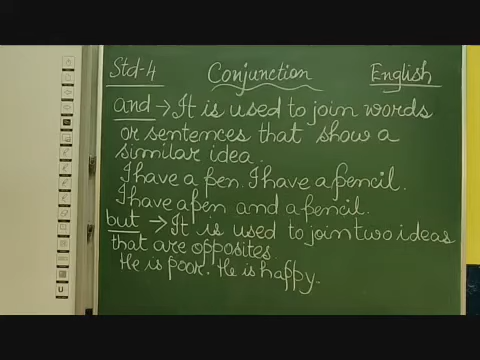 Std-4 Conjunction English
and → It is used to join words
or sentences that show a
similar idea.
I have a pen. I have a pencil.
I have a pen and a pencil.
but → It is used to join two ideas
that are opposites.
He is poor. He is happy.